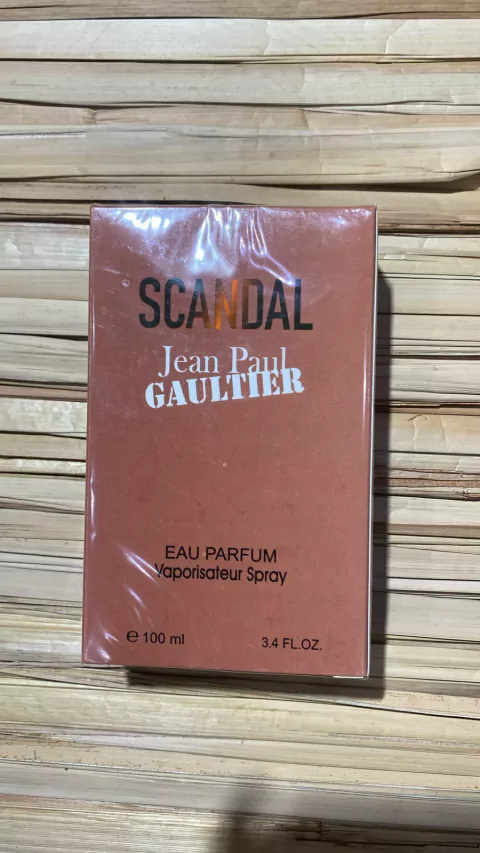 SCANDAL
Jean Paul
GAULTIER
EAU PARFUM
Vaporisateur Spray
e 100 ml
3.4 FL.OZ.